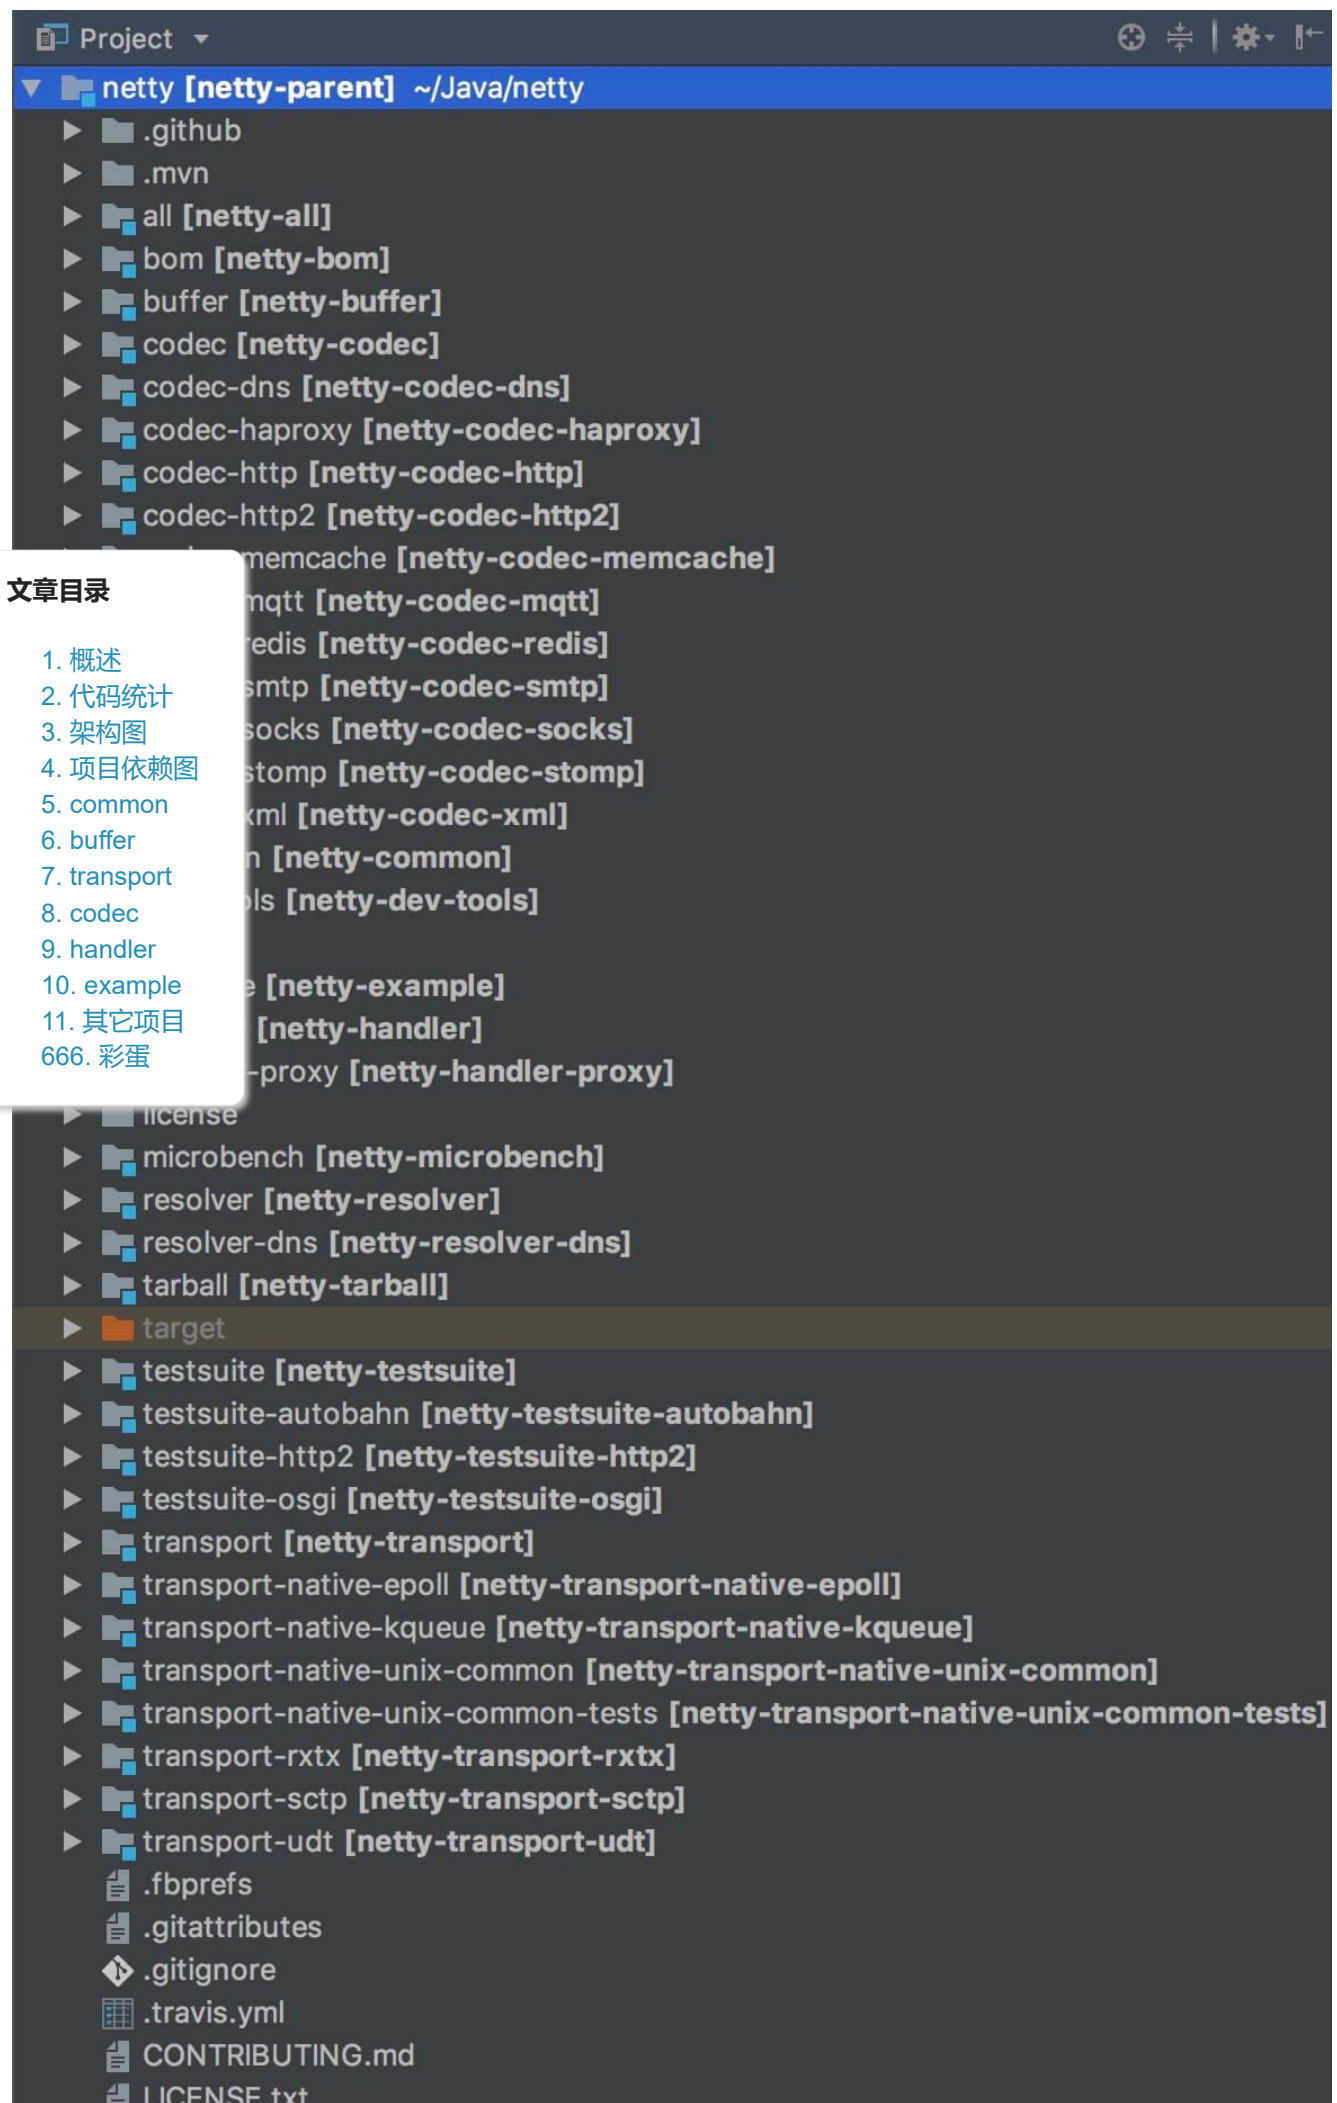 Project
netty [netty-parent] ~/Java/netty
.github
.mvn
all [netty-all]
bom [netty-bom]
buffer [netty-buffer]
codec [netty-codec]
codec-dns [netty-codec-dns]
codec-haproxy [netty-codec-haproxy]
codec-http [netty-codec-http]
codec-http2 [netty-codec-http2]
memcache [netty-codec-memcache]
mqtt [netty-codec-mqtt]
redis [netty-codec-redis]
smtp [netty-codec-smtp]
socks [netty-codec-socks]
stomp [netty-codec-stomp]
xml [netty-codec-xml]
n [netty-common]
ols [netty-dev-tools]
e [netty-example]
[netty-handler]
-proxy [netty-handler-proxy]
license
microbench [netty-microbench]
resolver [netty-resolver]
resolver-dns [netty-resolver-dns]
tarball [netty-tarball]
target
testsuite [netty-testsuite]
testsuite-autobahn [netty-testsuite-autobahn]
testsuite-http2 [netty-testsuite-http2]
testsuite-osgi [netty-testsuite-osgi]
transport [netty-transport]
transport-native-epoll [netty-transport-native-epoll]
transport-native-kqueue [netty-transport-native-kqueue]
transport-native-unix-common [netty-transport-native-unix-common]
transport-native-unix-common-tests [netty-transport-native-unix-common-tests]
transport-rxtx [netty-transport-rxtx]
transport-sctp [netty-transport-sctp]
transport-udt [netty-transport-udt]
.fbprefs
.gitattributes
.gitignore
.travis.yml
CONTRIBUTING.md
LICENSE.txt
文章目录
1. 概述
2. 代码统计
3. 架构图
4. 项目依赖图
5. common
6. buffer
7. transport
8. codec
9. handler
10. example
11. 其它项目
666. 彩蛋